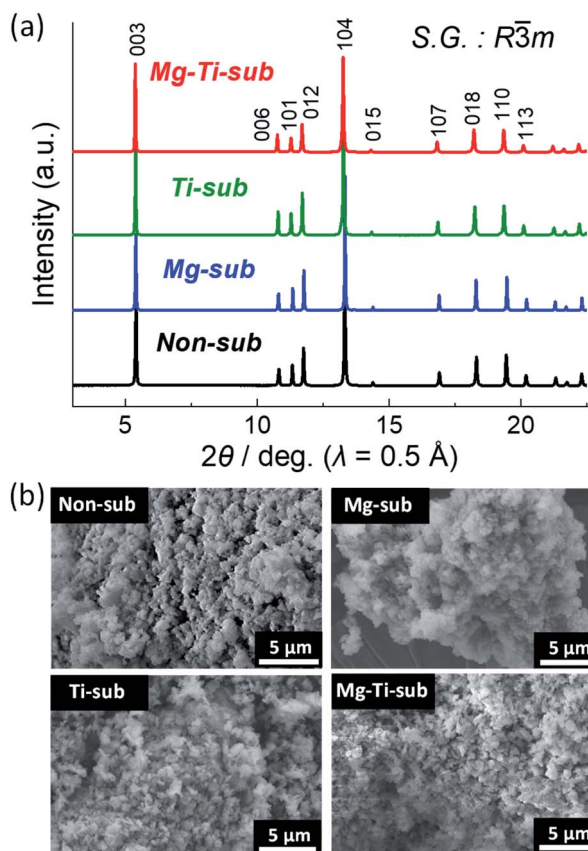 (a)
S.G. : R3̅m
003
006
101
012
104
015
107
018
110
113
Mg-Ti-sub
Ti-sub
Mg-sub
Non-sub
Intensity (a.u.)
5
10
15
20
2θ / deg. (λ = 0.5 Å)
(b)
Non-sub
5 µm
Mg-sub
5 µm
Ti-sub
5 µm
Mg-Ti-sub
5 µm